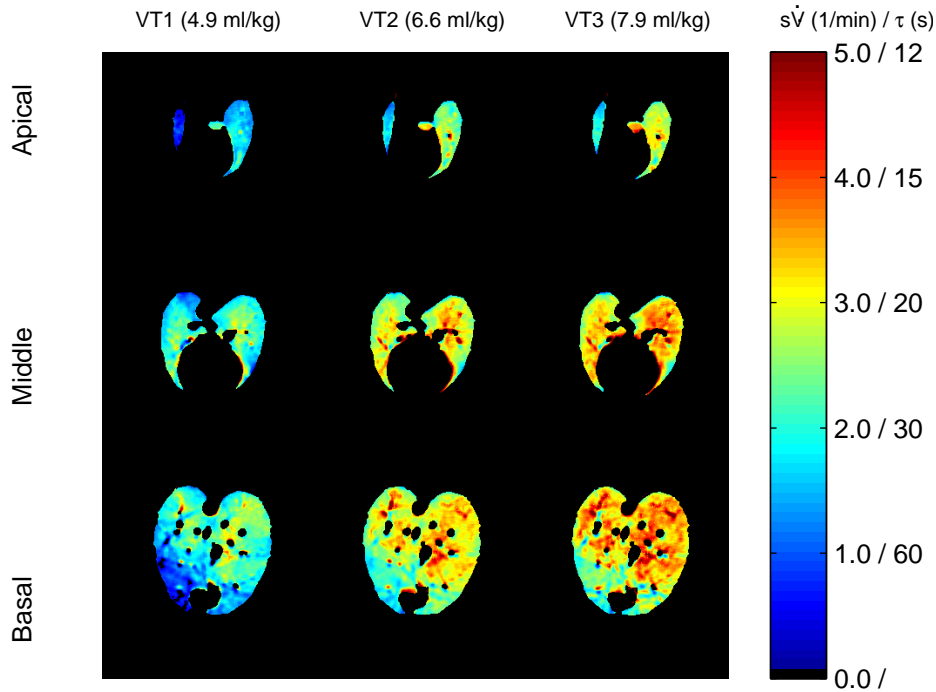 VT1 (4.9 ml/kg) VT2 (6.6 ml/kg) VT3 (7.9 ml/kg) sV̇ (1/min) / τ (s)
Apical
Middle
Basal
5.0 / 12
4.0 / 15
3.0 / 20
2.0 / 30
1.0 / 60
0.0 /